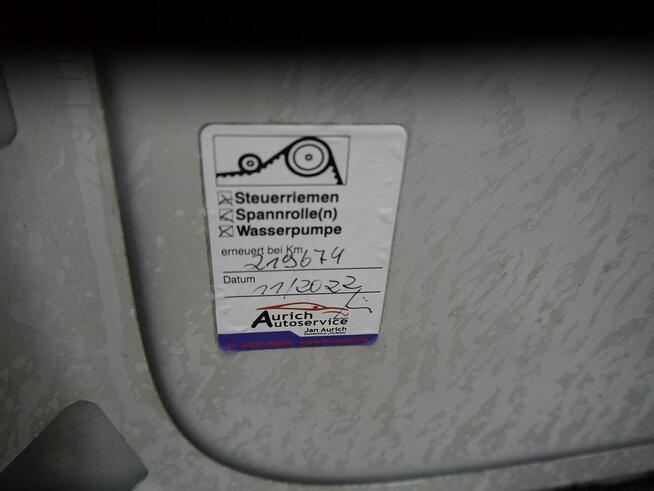 Steuerriemen
Spannrolle(n)
Wasserpumpe
erneuert bei Km
219674
Datum
11/2022
Aurich
Autoservice
Jan Aurich